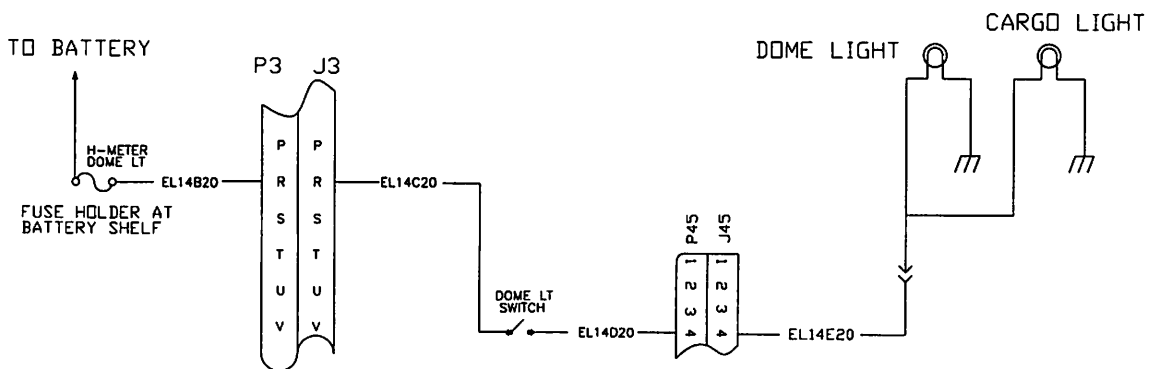 CARGO LIGHT
TO BATTERY
DOME LIGHT
P3 J3
H-METER
DOME LT
EL14B20
FUSE HOLDER AT
BATTERY SHELF
P P
R R
S S
T T
U U
V V
EL14C20
P45 J45
1 1
2 2
3 3
4 4
DOME LT
SWITCH
EL14D20
EL14E20